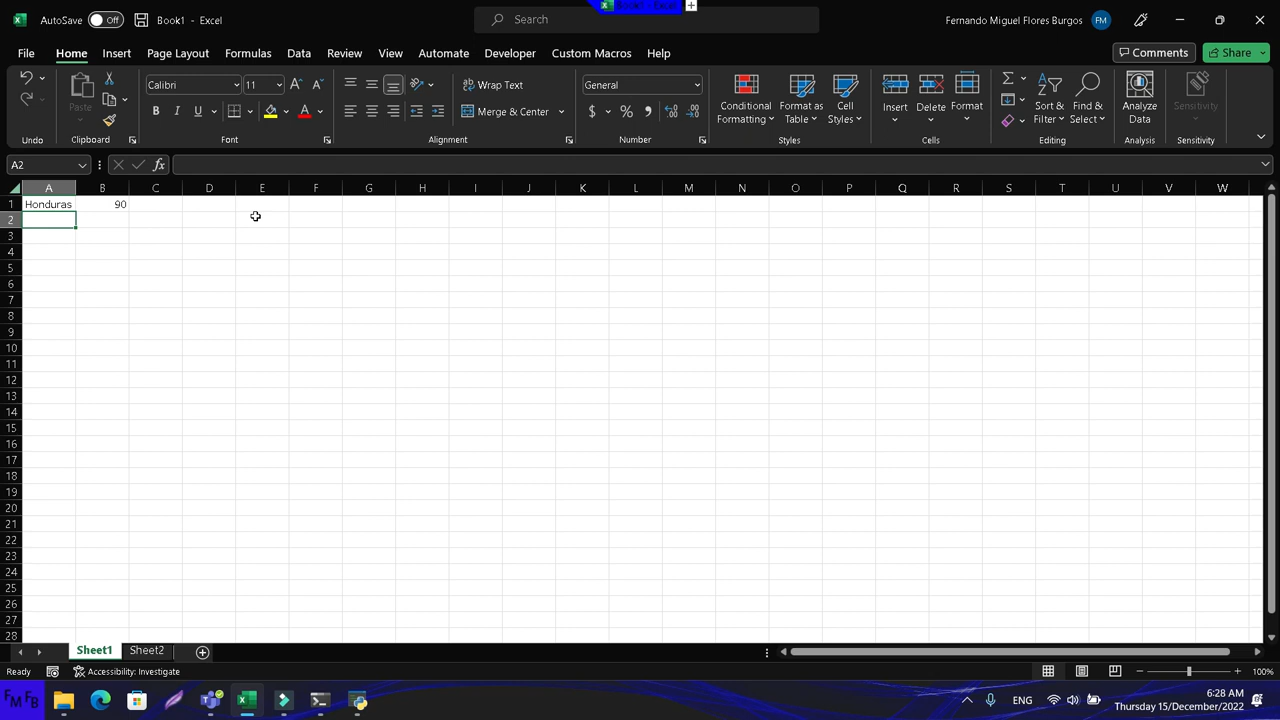 Book1 - Excel
AutoSave Off Book1 - Excel Search Fernando Miguel Flores Burgos FM
File Home Insert Page Layout Formulas Data Review View Automate Developer Custom Macros Help Comments Share
Calibri 11 Wrap Text General
Paste Merge & Center $ % Conditional Formatting Format as Table Cell Styles Insert Delete Format Sort & Filter Find & Select Analyze Data Sensitivity
Undo Clipboard Font Alignment Number Styles Cells Editing Analysis Sensitivity
A2 fx
A B C D E F G H I J K L M N O P Q R S T U V W
1 Honduras 90
2
3
4
5
6
7
8
9
10
11
12
13
14
15
16
17
18
19
20
21
22
23
24
25
26
27
28
Sheet1 Sheet2
Ready Accessibility: Investigate 100%
FM FB ENG 6:28 AM
Thursday 15/December/2022